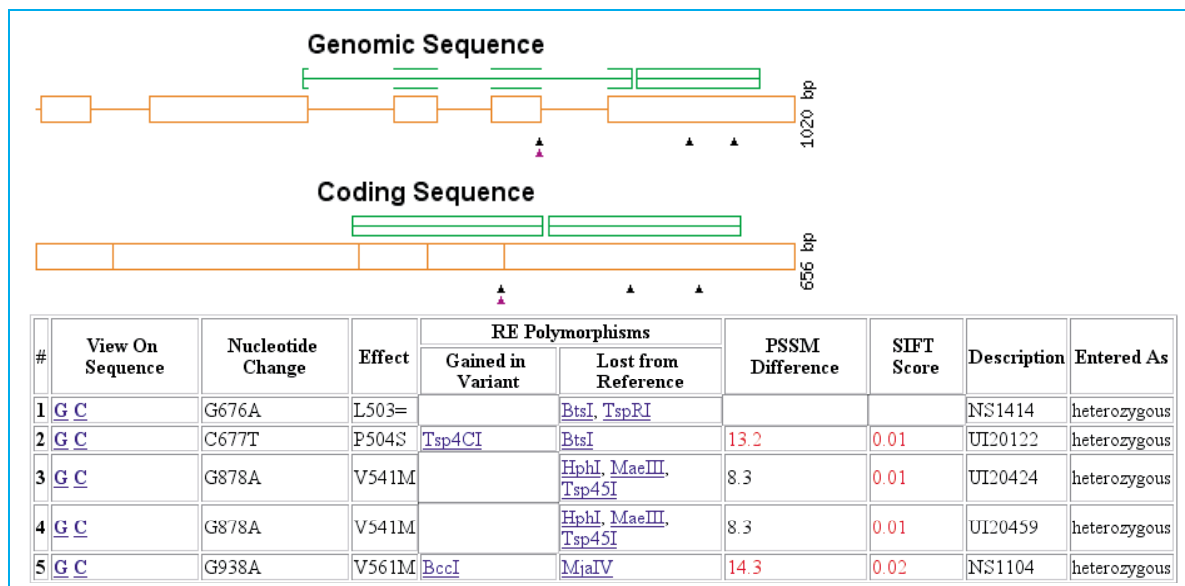 Genomic Sequence
1020 bp
Coding Sequence
656 bp
# View On Sequence Nucleotide Change Effect RE Polymorphisms PSSM Difference SIFT Score Description Entered As
Gained in Variant Lost from Reference
1 G C G676A L503= BtsI, TspRI NS1414 heterozygous
2 G C C677T P504S Tsp4CI BtsI 13.2 0.01 UI20122 heterozygous
3 G C G878A V541M HphI, MaeIII, Tsp45I 8.3 0.01 UI20424 heterozygous
4 G C G878A V541M HphI, MaeIII, Tsp45I 8.3 0.01 UI20459 heterozygous
5 G C G938A V561M BccI MjaIV 14.3 0.02 NS1104 heterozygous